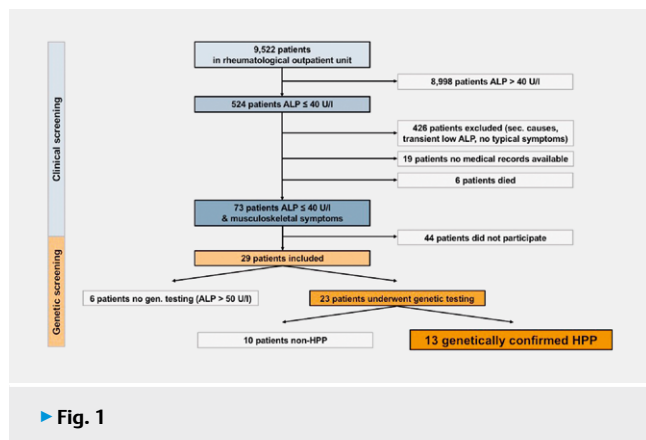 9,522 patients
in rheumatological outpatient unit
8,998 patients ALP > 40 U/l
524 patients ALP ≤ 40 U/l
426 patients excluded (sec. causes,
transient low ALP, no typical symptoms)
19 patients no medical records available
6 patients died
73 patients ALP ≤ 40 U/l
& musculoskeletal symptoms
44 patients did not participate
29 patients included
6 patients no gen. testing (ALP > 50 U/l)
23 patients underwent genetic testing
10 patients non-HPP
13 genetically confirmed HPP
Clinical screening
Genetic screening
Fig. 1